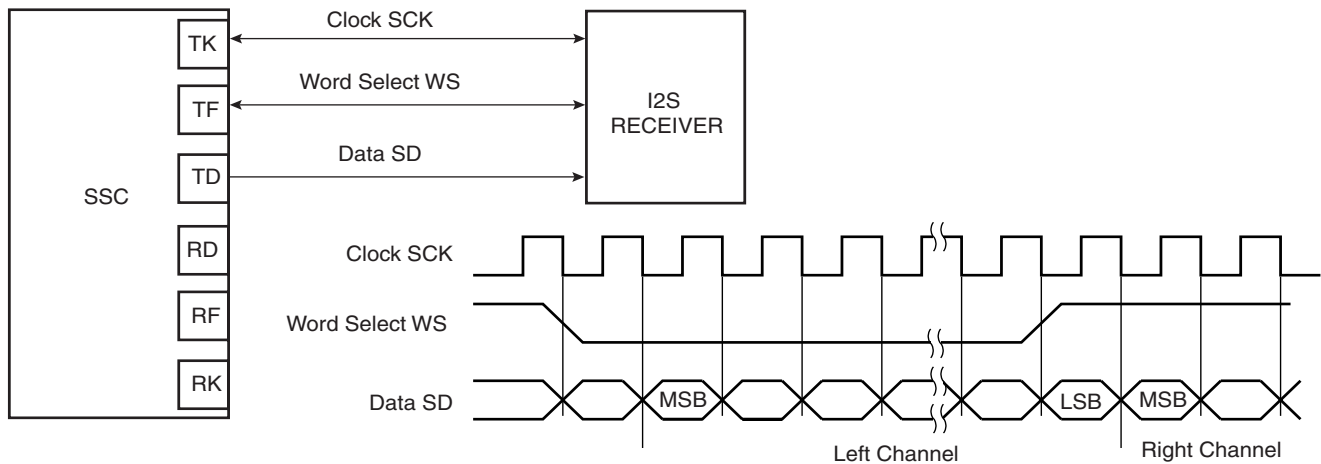 Clock SCK
TK
Word Select WS
TF
I2S
RECEIVER
Data SD
TD
SSC
RD
Clock SCK
RF
Word Select WS
RK
Data SD
MSB
LSB
MSB
Left Channel
Right Channel